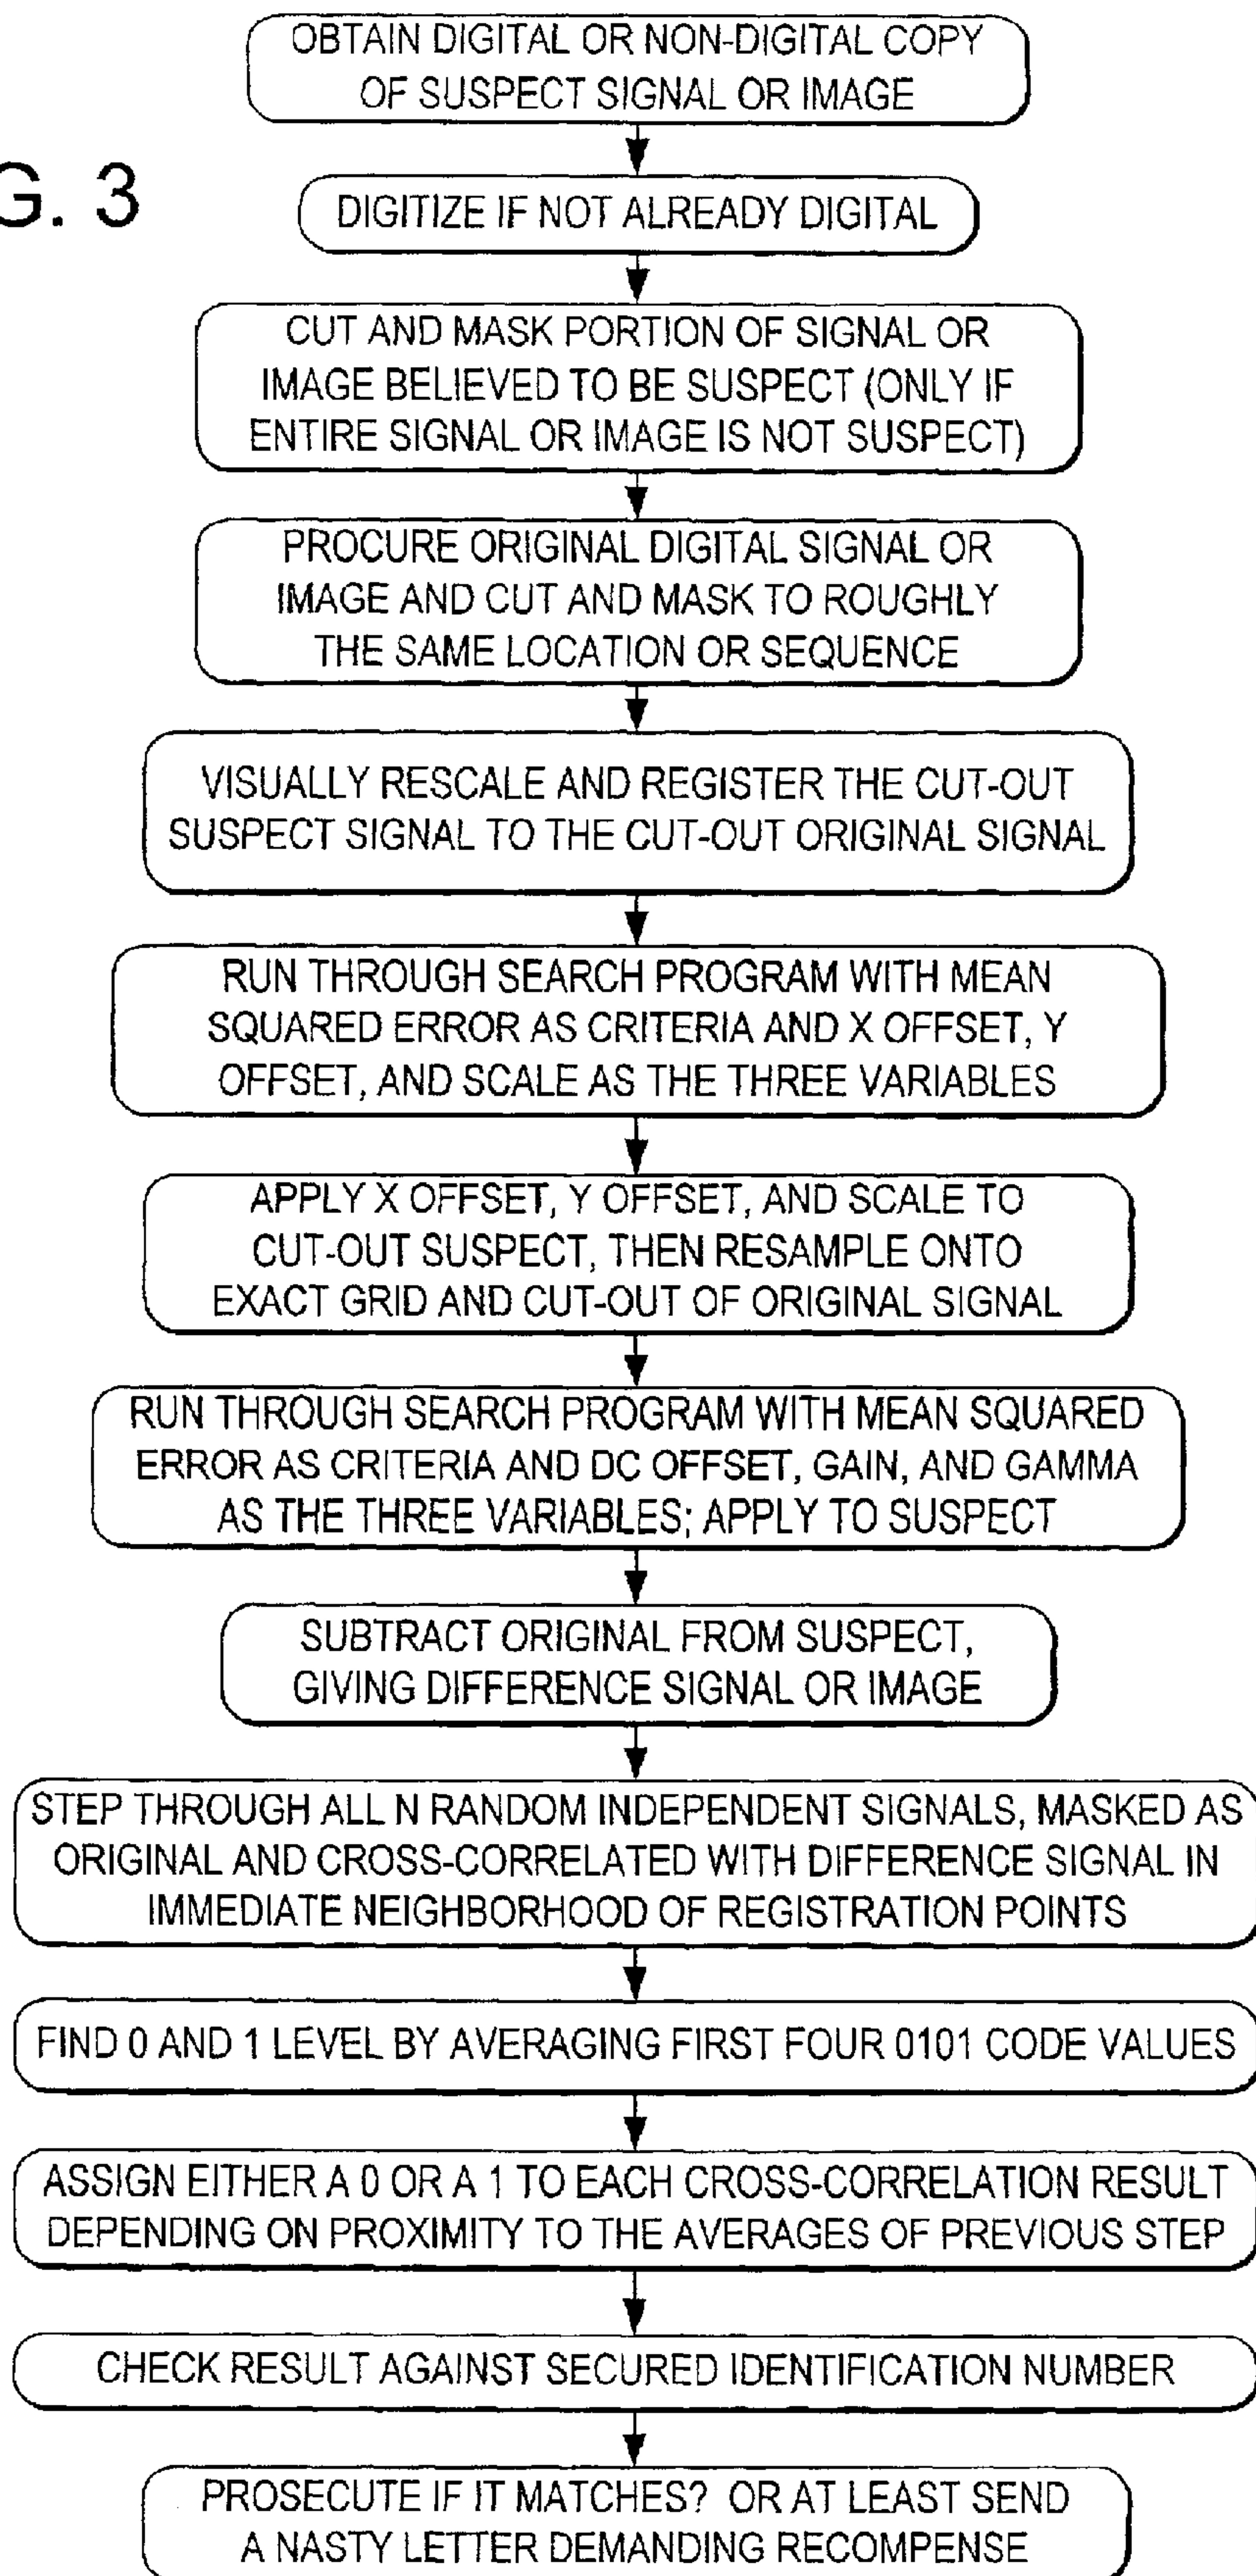 OBTAIN DIGITAL OR NON-DIGITAL COPY
OF SUSPECT SIGNAL OR IMAGE
G. 3
DIGITIZE IF NOT ALREADY DIGITAL
CUT AND MASK PORTION OF SIGNAL OR
IMAGE BELIEVED TO BE SUSPECT (ONLY IF
ENTIRE SIGNAL OR IMAGE IS NOT SUSPECT)
PROCURE ORIGINAL DIGITAL SIGNAL OR
IMAGE AND CUT AND MASK TO ROUGHLY
THE SAME LOCATION OR SEQUENCE
VISUALLY RESCALE AND REGISTER THE CUT-OUT
SUSPECT SIGNAL TO THE CUT-OUT ORIGINAL SIGNAL
RUN THROUGH SEARCH PROGRAM WITH MEAN
SQUARED ERROR AS CRITERIA AND X OFFSET, Y
OFFSET, AND SCALE AS THE THREE VARIABLES
APPLY X OFFSET, Y OFFSET, AND SCALE TO
CUT-OUT SUSPECT, THEN RESAMPLE ONTO
EXACT GRID AND CUT-OUT OF ORIGINAL SIGNAL
RUN THROUGH SEARCH PROGRAM WITH MEAN SQUARED
ERROR AS CRITERIA AND DC OFFSET, GAIN, AND GAMMA
AS THE THREE VARIABLES; APPLY TO SUSPECT
SUBTRACT ORIGINAL FROM SUSPECT,
GIVING DIFFERENCE SIGNAL OR IMAGE
STEP THROUGH ALL N RANDOM INDEPENDENT SIGNALS, MASKED AS
ORIGINAL AND CROSS-CORRELATED WITH DIFFERENCE SIGNAL IN
IMMEDIATE NEIGHBORHOOD OF REGISTRATION POINTS
FIND 0 AND 1 LEVEL BY AVERAGING FIRST FOUR 0101 CODE VALUES
ASSIGN EITHER A 0 OR A 1 TO EACH CROSS-CORRELATION RESULT
DEPENDING ON PROXIMITY TO THE AVERAGES OF PREVIOUS STEP
CHECK RESULT AGAINST SECURED IDENTIFICATION NUMBER
PROSECUTE IF IT MATCHES? OR AT LEAST SEND
A NASTY LETTER DEMANDING RECOMPENSE